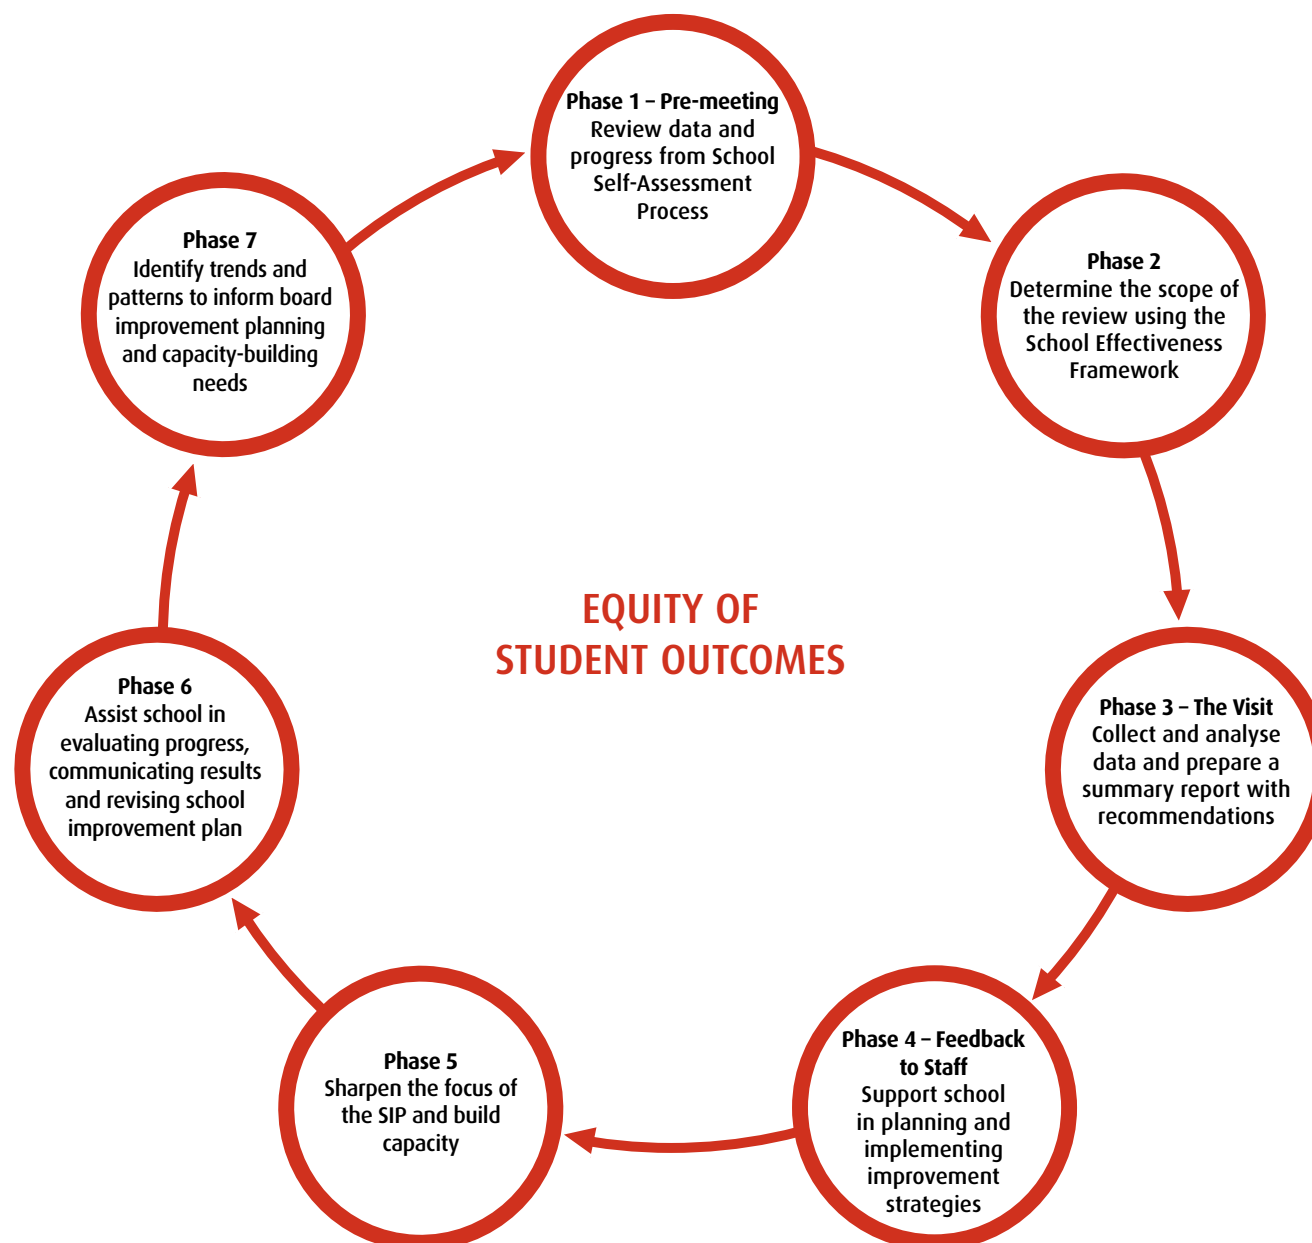 Phase 1 – Pre-meeting
Review data and
progress from School
Self-Assessment
Process
Phase 2
Determine the scope of
the review using the
School Effectiveness
Framework
Phase 3 – The Visit
Collect and analyse
data and prepare a
summary report with
recommendations
Phase 4 – Feedback
to Staff
Support school
in planning and
implementing
improvement
strategies
Phase 5
Sharpen the focus of
the SIP and build
capacity
Phase 6
Assist school in
evaluating progress,
communicating results
and revising school
improvement plan
Phase 7
Identify trends and
patterns to inform board
improvement planning
and capacity-building
needs
EQUITY OF
STUDENT OUTCOMES